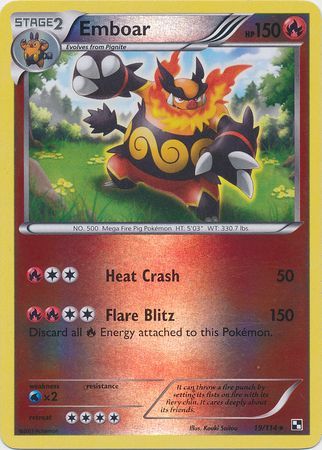 STAGE2
Emboar
HP150
Evolves from Pignite
NO. 500 Mega Fire Pig Pokémon HT: 5'03" WT: 330.7 lbs.
Heat Crash 50
Flare Blitz 150
Discard all Energy attached to this Pokémon.
weakness
resistance
×2
retreat
It can throw a fire punch by
setting its fists on fire with its
fiery chin. It cares deeply about
its friends.
Illus. Kouki Saitou
19/114